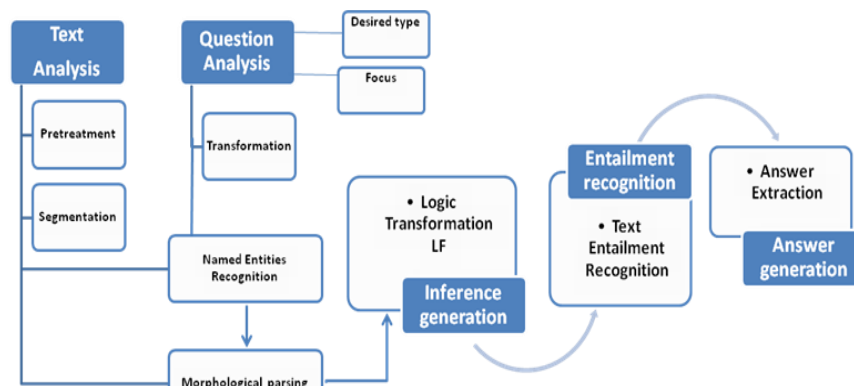 Text
Analysis
Question
Analysis
Desired type
Focus
Pretreatment
Transformation
Segmentation
Named Entities
Recognition
Morphological parsing
• Logic
Transformation
LF
Inference
generation
Entailment
recognition
• Text
Entailment
Recognition
• Answer
Extraction
Answer
generation